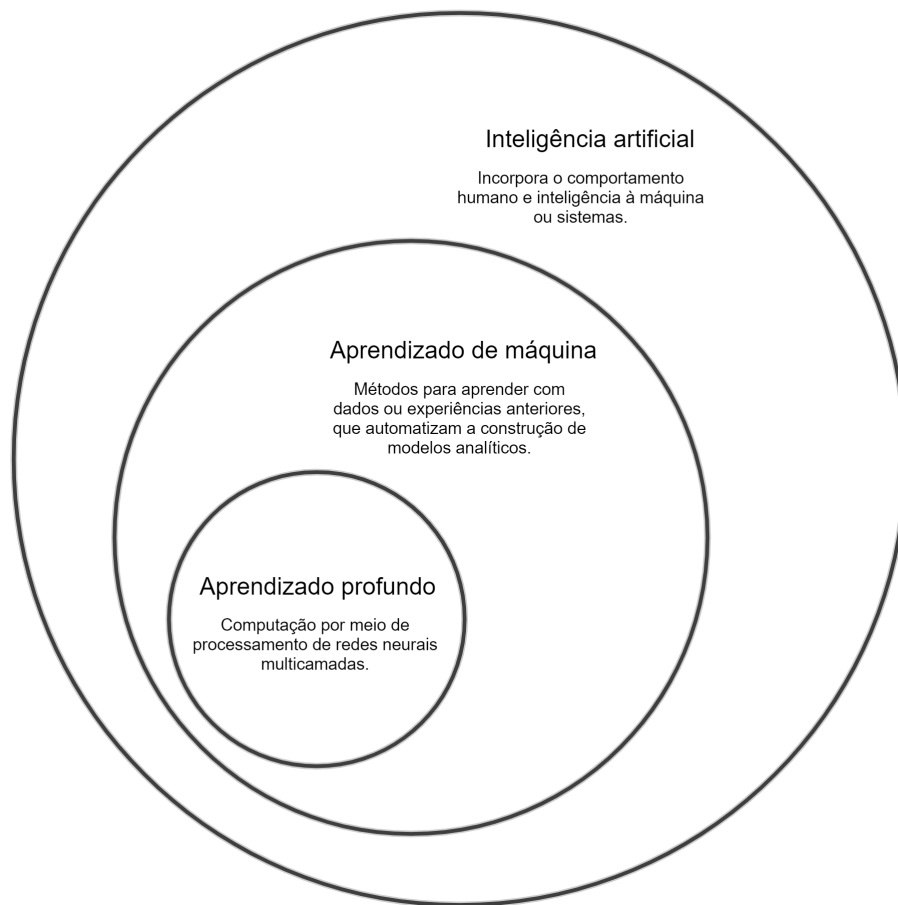 Inteligência artificial
Incorpora o comportamento
humano e inteligência à máquina
ou sistemas.
Aprendizado de máquina
Métodos para aprender com
dados ou experiências anteriores,
que automatizam a construção de
modelos analíticos.
Aprendizado profundo
Computação por meio de
processamento de redes neurais
multicamadas.